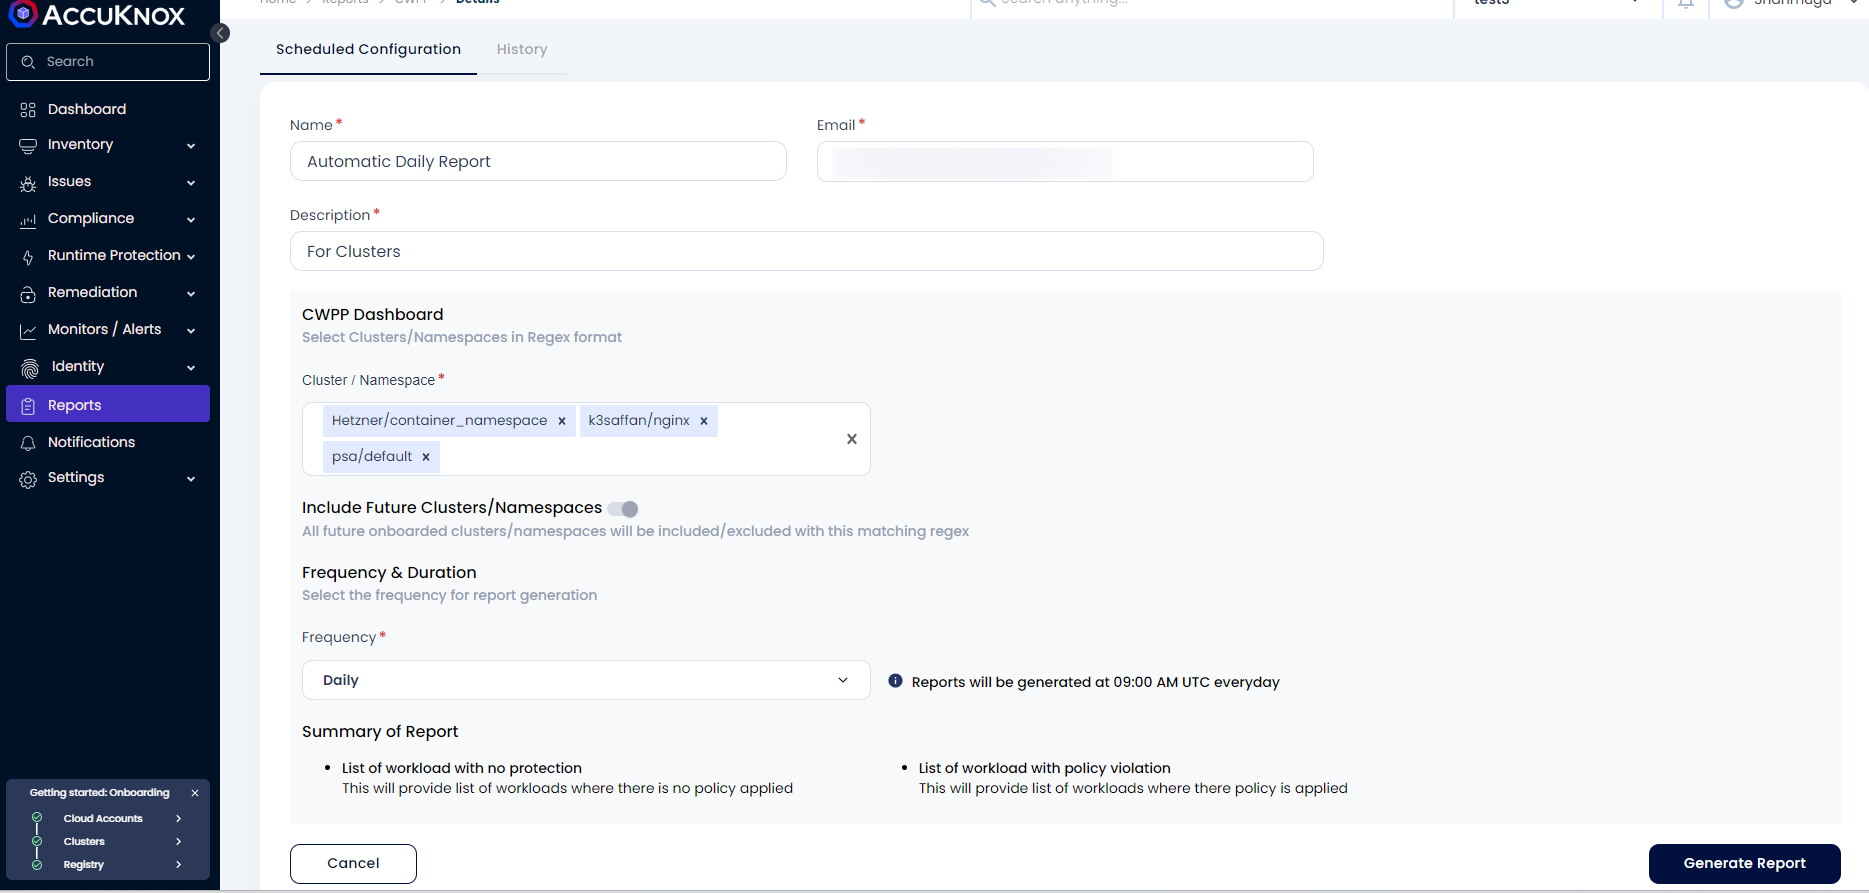 ACCUKNOX
Home > Reports > CWPP > Details
Search anything...
test3
Shanmuga
Search
Dashboard
Inventory
Issues
Compliance
Runtime Protection
Remediation
Monitors / Alerts
Identity
Reports
Notifications
Settings
Getting started: Onboarding
Cloud Accounts
Clusters
Registry
Scheduled Configuration
History
Name *
Email *
Automatic Daily Report
Description *
For Clusters
CWPP Dashboard
Select Clusters/Namespaces in Regex format
Cluster / Namespace *
Hetzner/container_namespace x k3saffan/nginx x
psa/default x
Include Future Clusters/Namespaces
All future onboarded clusters/namespaces will be included/excluded with this matching regex
Frequency & Duration
Select the frequency for report generation
Frequency *
Daily
Reports will be generated at 09:00 AM UTC everyday
Summary of Report
• List of workload with no protection
This will provide list of workloads where there is no policy applied
• List of workload with policy violation
This will provide list of workloads where there policy is applied
Cancel
Generate Report